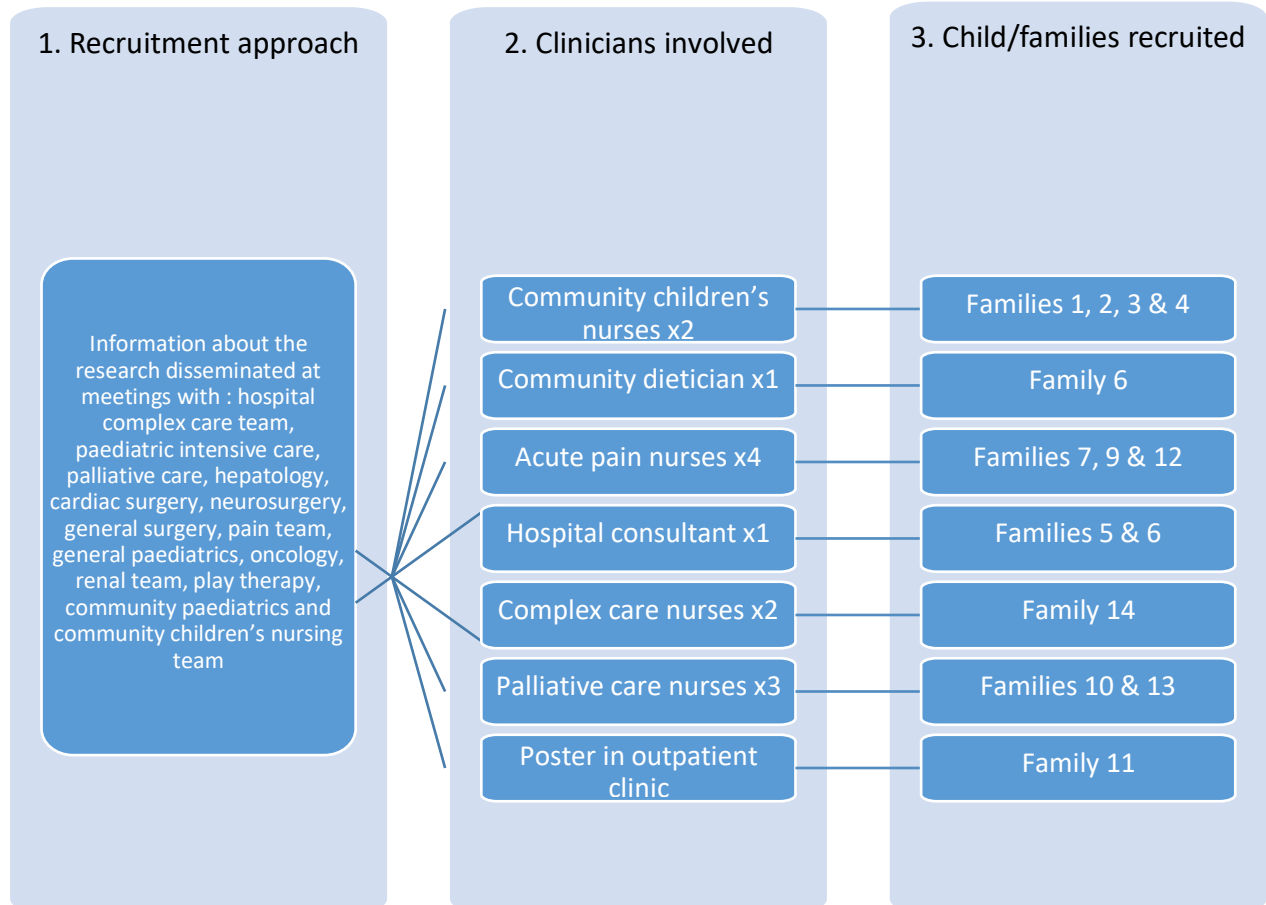 1. Recruitment approach
2. Clinicians involved
3. Child/families recruited
Information about the
research disseminated at
meetings with : hospital
complex care team,
paediatric intensive care,
palliative care, hepatology,
cardiac surgery, neurosurgery,
general surgery, pain team,
general paediatrics, oncology,
renal team, play therapy,
community paediatrics and
community children’s nursing
team
Community children’s
nurses x2
Families 1, 2, 3 & 4
Community dietician x1
Family 6
Acute pain nurses x4
Families 7, 9 & 12
Hospital consultant x1
Families 5 & 6
Complex care nurses x2
Family 14
Palliative care nurses x3
Families 10 & 13
Poster in outpatient
clinic
Family 11